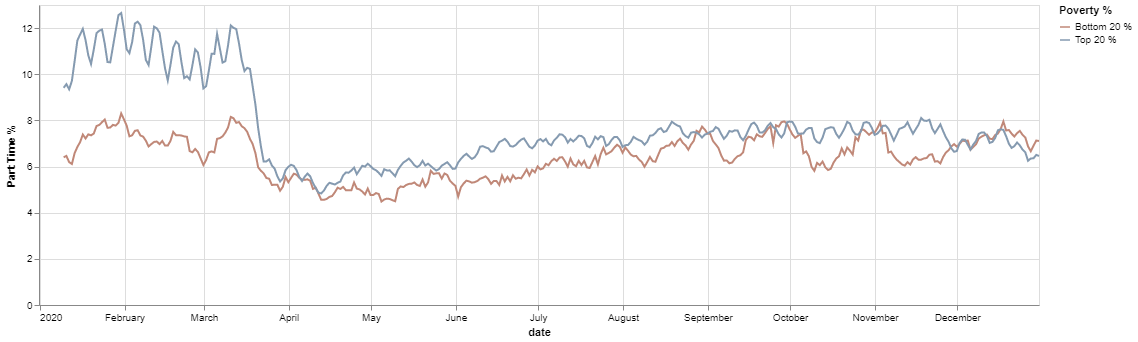 Poverty %
Bottom 20 %
Top 20 %
Part Time %
12
10
8
6
4
2
0
2020 February March April May June July August September October November December
date